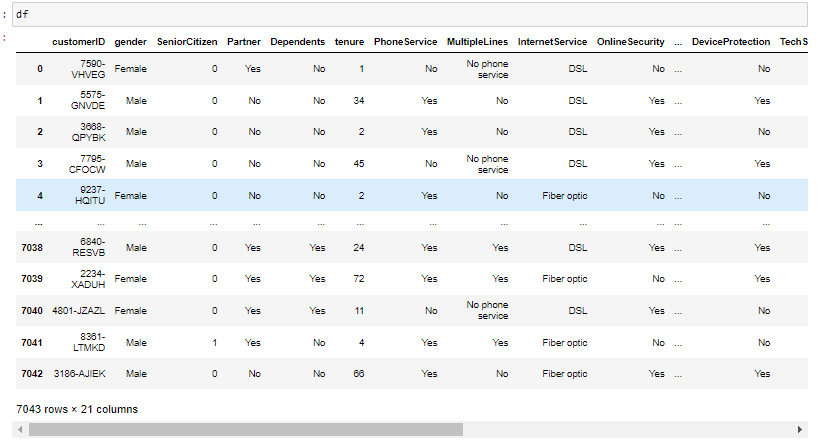 : df
:
customerID gender SeniorCitizen Partner Dependents tenure PhoneService MultipleLines InternetService OnlineSecurity ... DeviceProtection TechS
0 7590-VHVEG Female 0 Yes No 1 No No phone service DSL No ... No
1 5575-GNVDE Male 0 No No 34 Yes No DSL Yes ... Yes
2 3668-QPYBK Male 0 No No 2 Yes No DSL Yes ... No
3 7795-CFOCW Male 0 No No 45 No No phone service DSL Yes ... Yes
4 9237-HQITU Female 0 No No 2 Yes No Fiber optic No ... No
... ... ... ... ... ... ... ... ... ... ... ... ...
7038 6840-RESVB Male 0 Yes Yes 24 Yes Yes DSL Yes ... Yes
7039 2234-XADUH Female 0 Yes Yes 72 Yes Yes Fiber optic No ... Yes
7040 4801-JZAZL Female 0 Yes Yes 11 No No phone service DSL Yes ... No
7041 8361-LTMKD Male 1 Yes No 4 Yes Yes Fiber optic No ... No
7042 3186-AJIEK Male 0 No No 66 Yes No Fiber optic Yes ... Yes
7043 rows × 21 columns